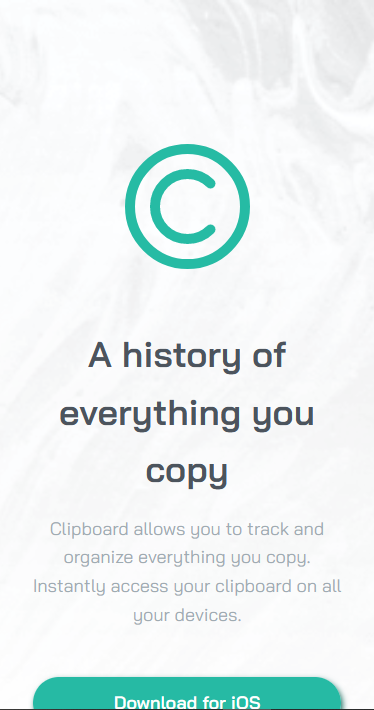 A history of
everything you
copy
Clipboard allows you to track and
organize everything you copy.
Instantly access your clipboard on all
your devices.
Download for iOS